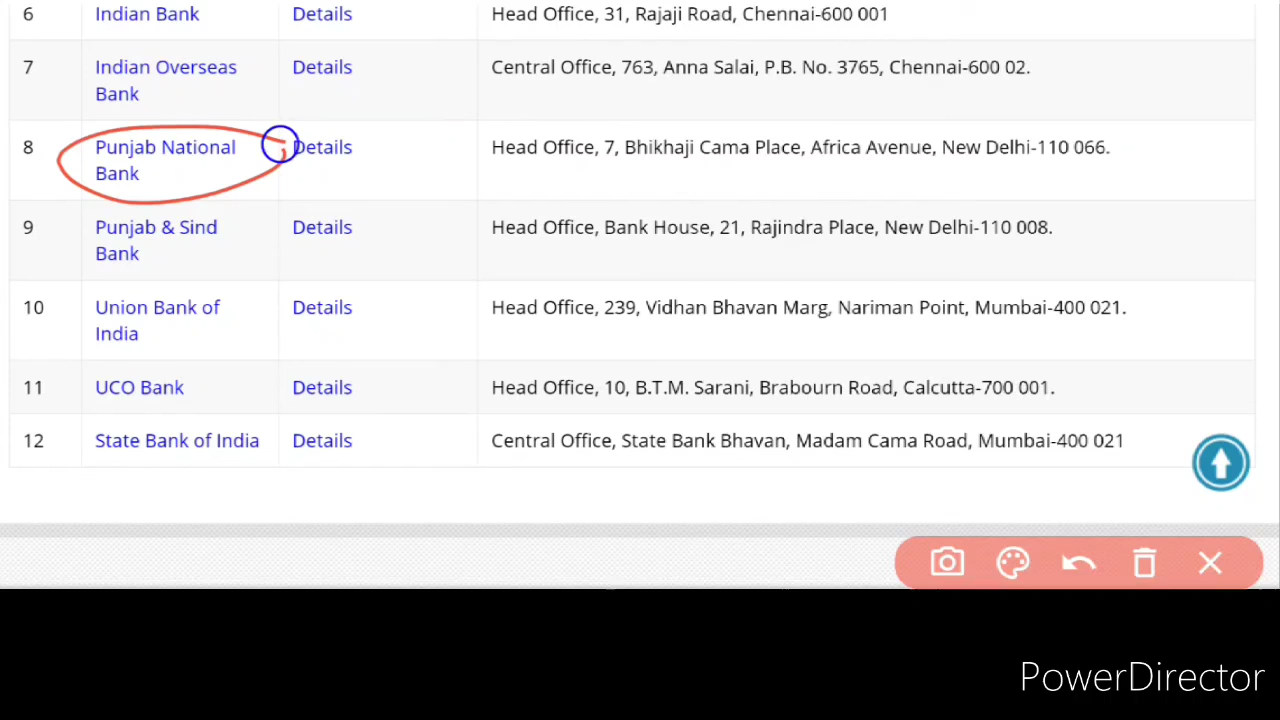 6 Indian Bank Details Head Office, 31, Rajaji Road, Chennai-600 001
7 Indian Overseas Details Central Office, 763, Anna Salai, P.B. No. 3765, Chennai-600 02.
Bank
8 Punjab National Details Head Office, 7, Bhikhaji Cama Place, Africa Avenue, New Delhi-110 066.
Bank
9 Punjab & Sind Details Head Office, Bank House, 21, Rajindra Place, New Delhi-110 008.
Bank
10 Union Bank of Details Head Office, 239, Vidhan Bhavan Marg, Nariman Point, Mumbai-400 021.
India
11 UCO Bank Details Head Office, 10, B.T.M. Sarani, Brabourn Road, Calcutta-700 001.
12 State Bank of India Details Central Office, State Bank Bhavan, Madam Cama Road, Mumbai-400 021
PowerDirector